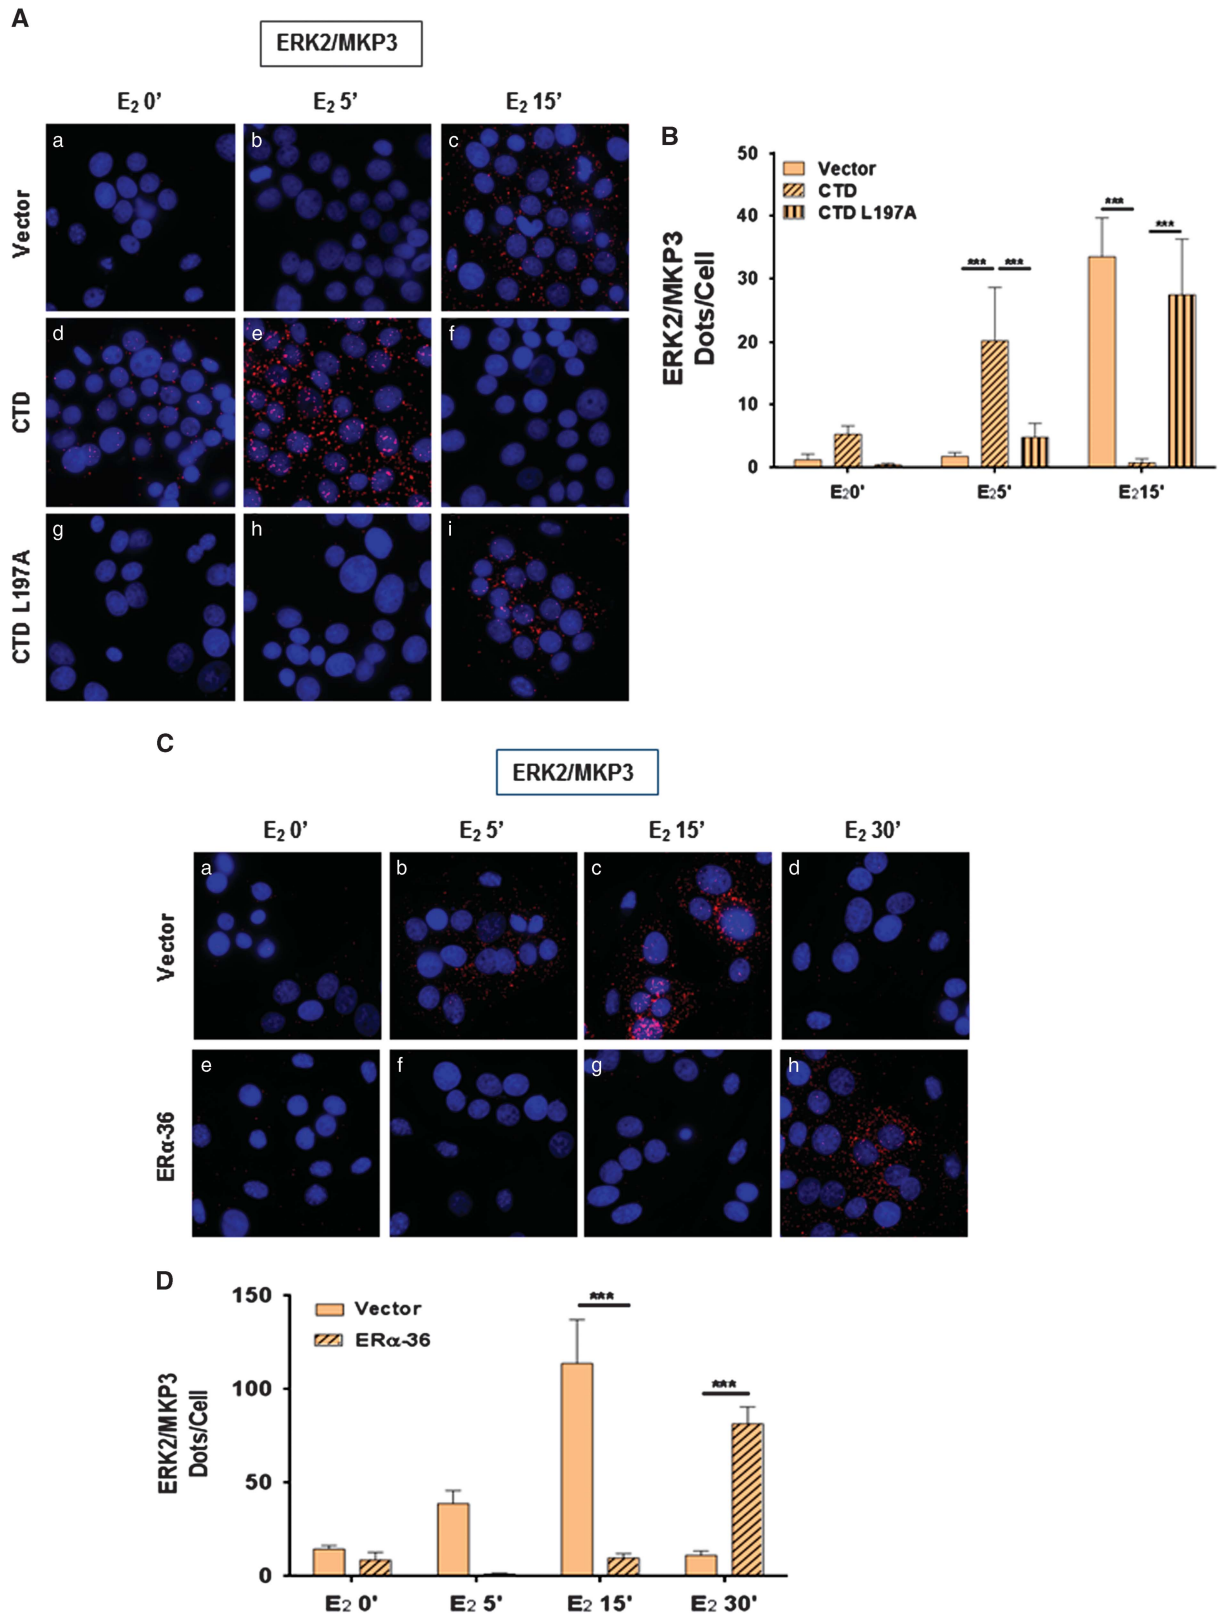 A
ERK2/MKP3
E₂ 0' E₂ 5' E₂ 15'
Vector
a b c
CTD
d e f
CTD L197A
g h i
B
ERK2/MKP3
Dots/Cell
50
40
30
20
10
0
Vector
CTD
CTD L197A
*** *** *** ***
E₂0' E₂5' E₂15'
C
ERK2/MKP3
E₂ 0' E₂ 5' E₂ 15' E₂ 30'
Vector
a b c d
ERα-36
e f g h
D
ERK2/MKP3
Dots/Cell
150
100
50
0
Vector
ERα-36
*** ***
E₂ 0' E₂ 5' E₂ 15' E₂ 30'